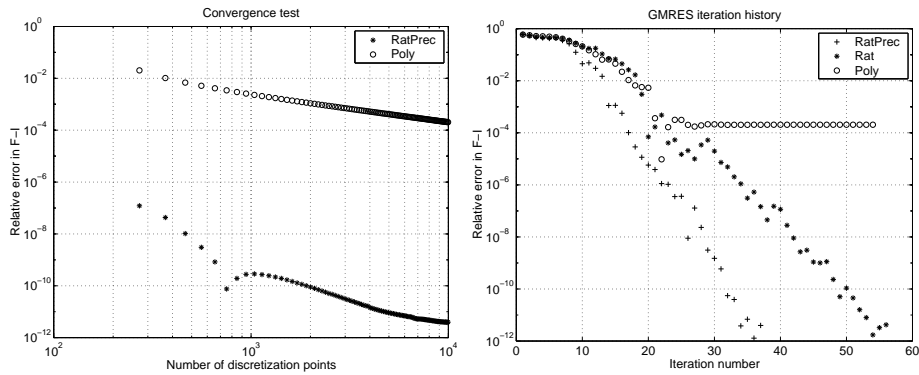 Convergence test
10^0
10^-2
10^-4
10^-6
10^-8
10^-10
10^-12
Relative error in F−I
RatPrec
Poly
10^2
10^3
10^4
Number of discretization points
GMRES iteration history
10^0
10^-2
10^-4
10^-6
10^-8
10^-10
10^-12
Relative error in F−I
RatPrec
Rat
Poly
0
10
20
30
40
50
60
Iteration number